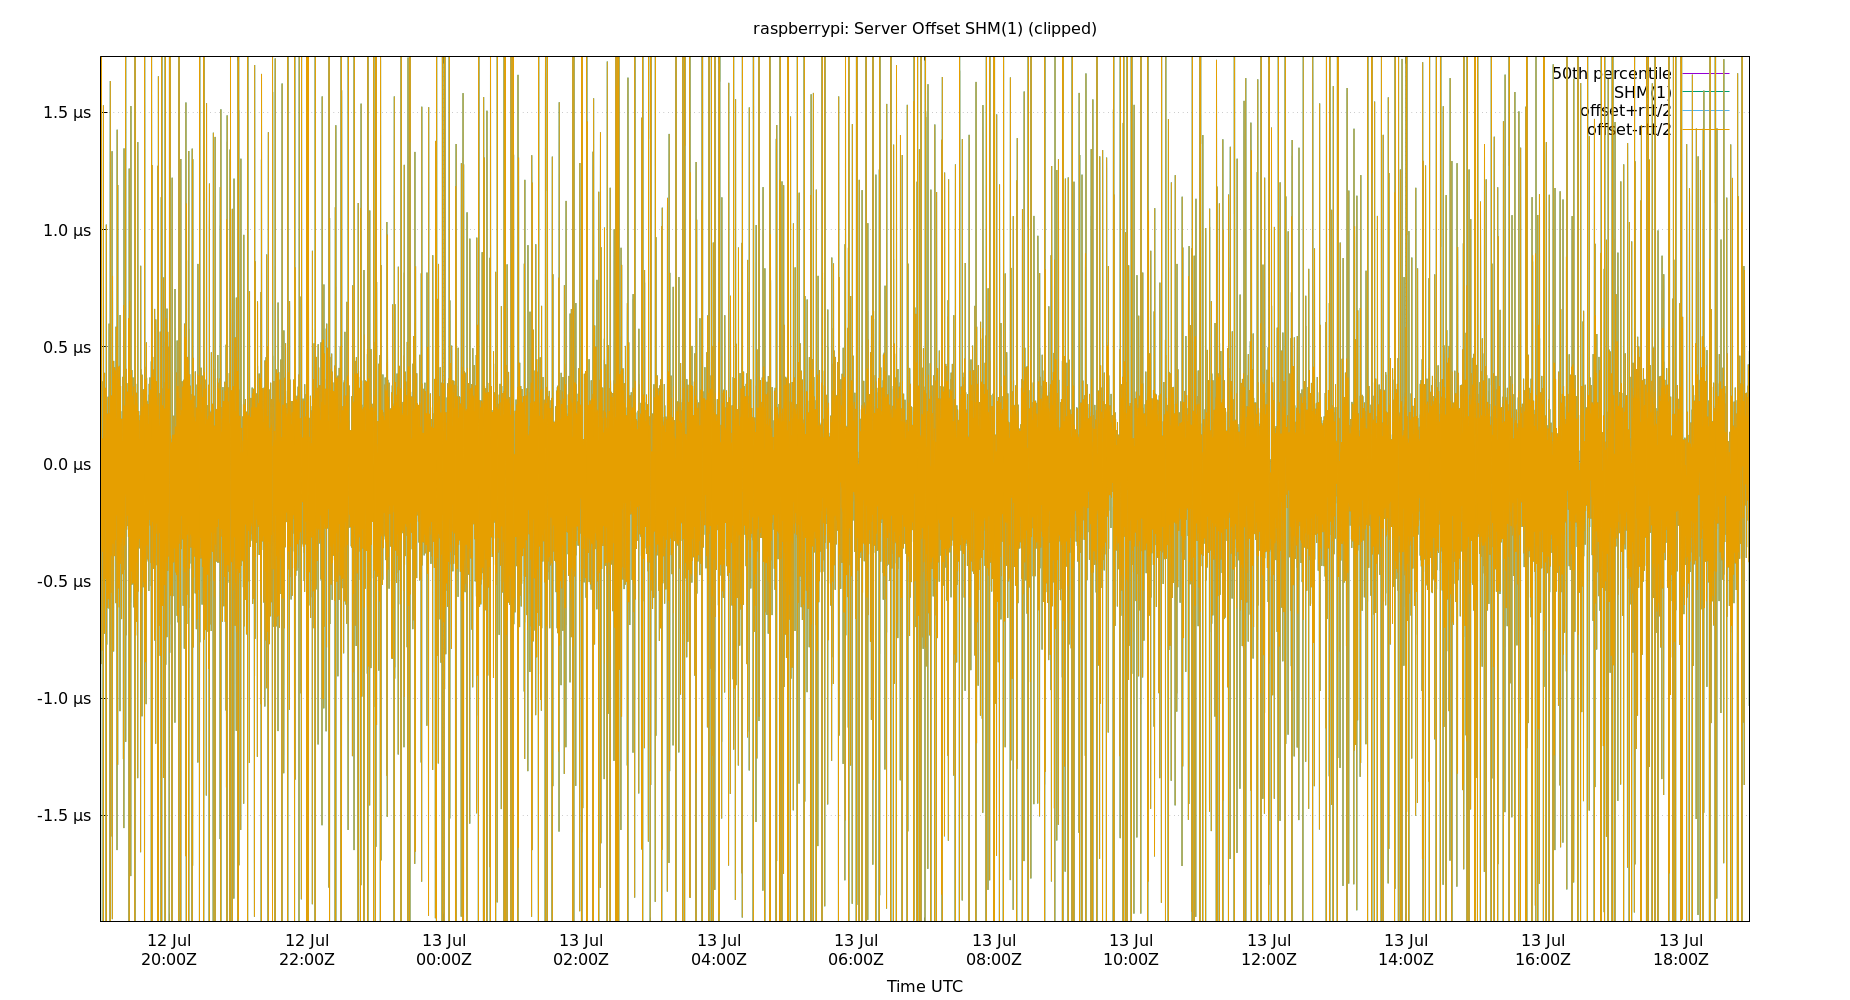 raspberrypi: Server Offset SHM(1) (clipped)
50th percentile
SHM(1)
offset+rtt/2
offset-rtt/2
1.5 µs
1.0 µs
0.5 µs
0.0 µs
-0.5 µs
-1.0 µs
-1.5 µs
12 Jul 12 Jul 13 Jul 13 Jul 13 Jul 13 Jul 13 Jul 13 Jul 13 Jul 13 Jul 13 Jul 13 Jul
20:00Z 22:00Z 00:00Z 02:00Z 04:00Z 06:00Z 08:00Z 10:00Z 12:00Z 14:00Z 16:00Z 18:00Z
Time UTC